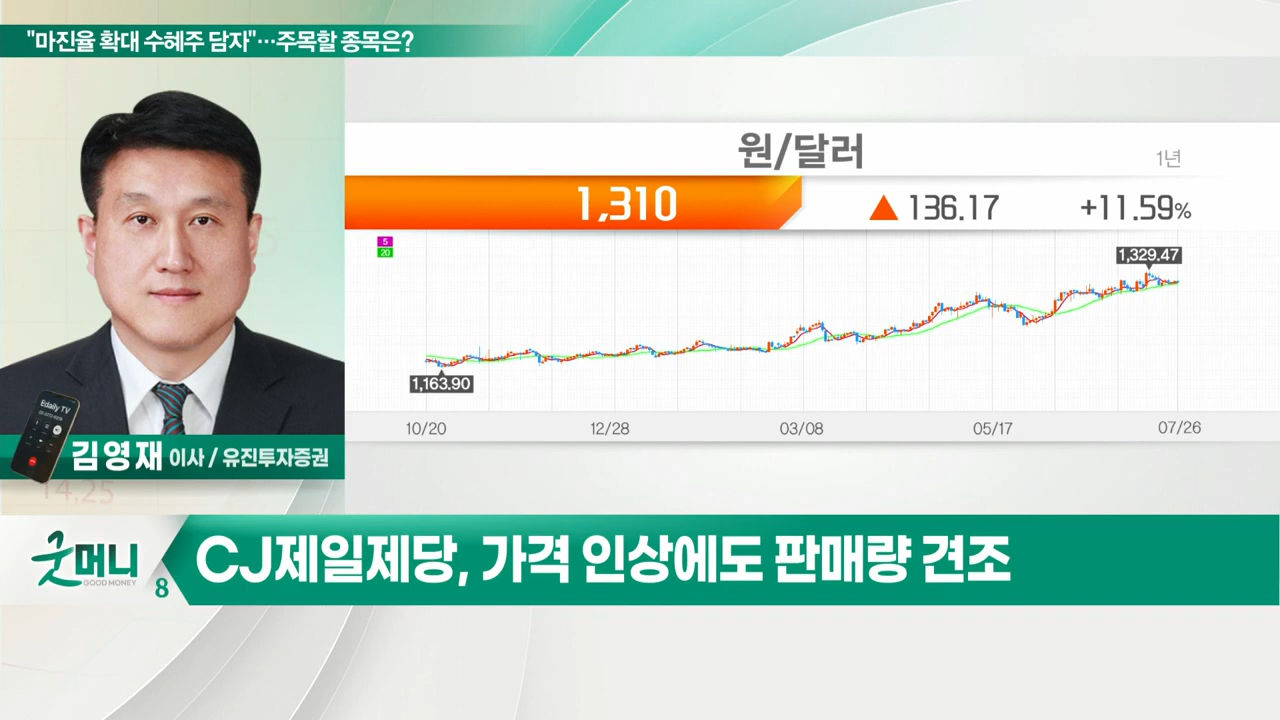 "마진율 확대 수혜주 담자"…주목할 종목은?
원/달러
1년
1,310
▲ 136.17
+11.59%
5
20
1,329.47
1,163.90
10/20
12/28
03/08
05/17
07/26
Edaily TV
김영재 이사 / 유진투자증권
14.25
굿머니
GOOD MONEY
8
CJ제일제당, 가격 인상에도 판매량 견조